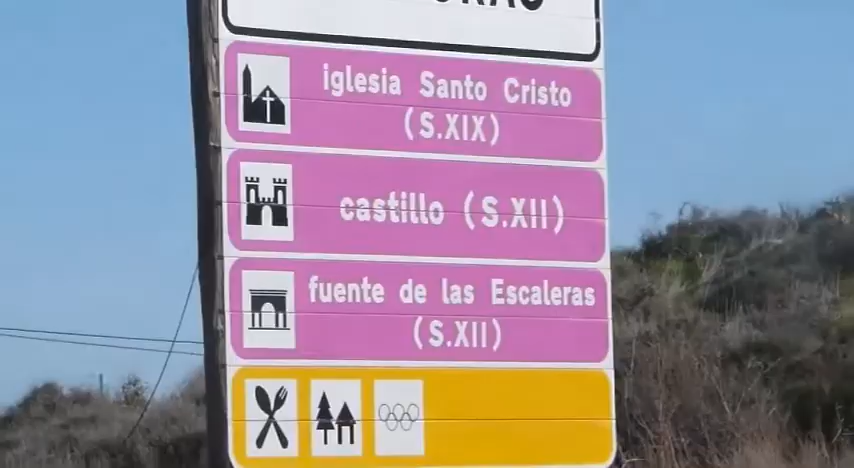 iglesia Santo Cristo
(S.XIX)
castillo (S.XII)
fuente de las Escaleras
(S.XII)